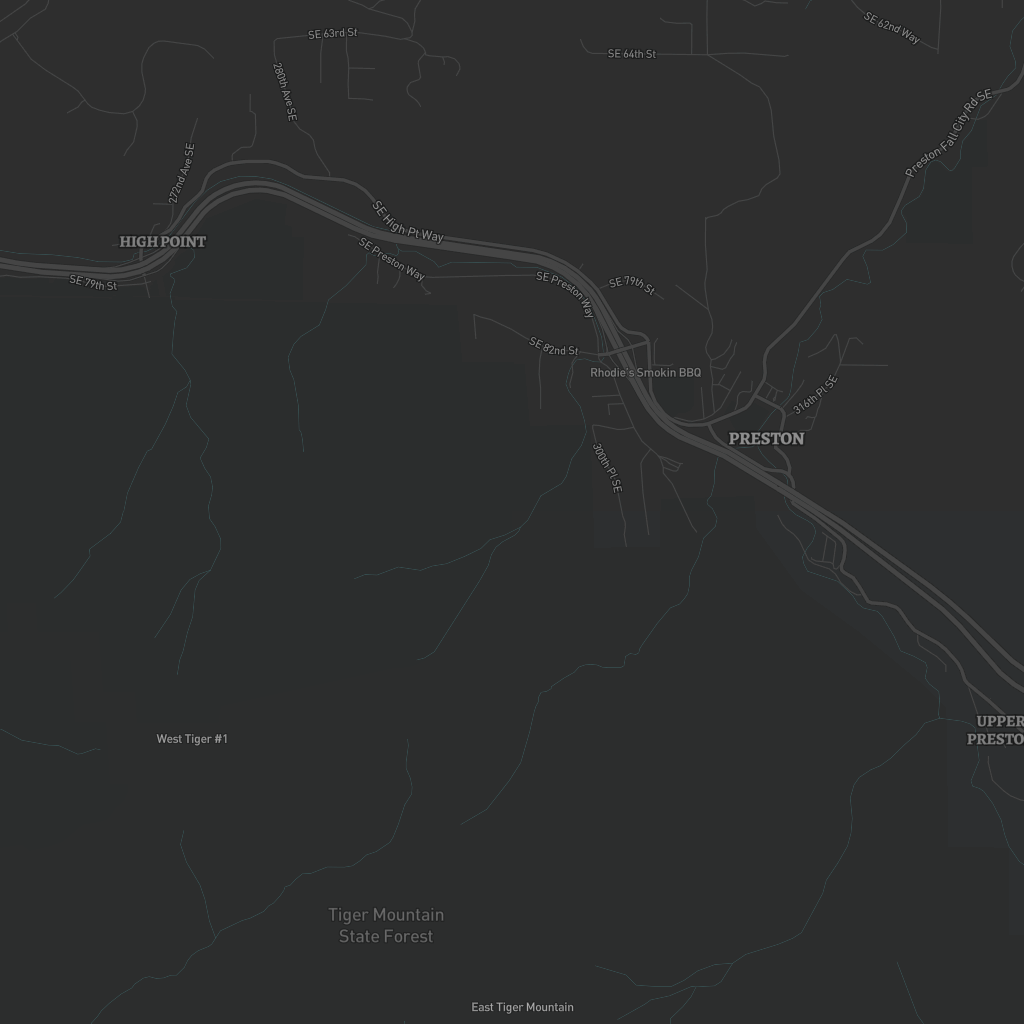 SE 62nd Way
SE 63rd St
SE 64th St
280th Ave SE
Preston Fall City Rd SE
272nd Ave SE
SE High Pt Way
HIGH POINT
SE Preston Way
SE 79th St
SE Preston Way
SE 79th St
SE 82nd St
Rhodie's Smokin BBQ
316th Pl SE
PRESTON
300th Pl SE
UPPER
PRESTO
West Tiger #1
Tiger Mountain
State Forest
East Tiger Mountain